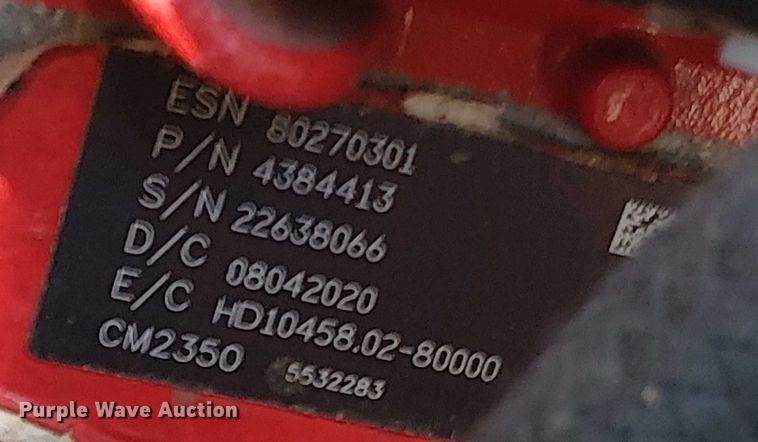 ESN 80270301
P/N 4384413
S/N 22638066
D/C 08042020
E/C HD10458.02-80000
CM2350 5532283
Purple Wave Auction